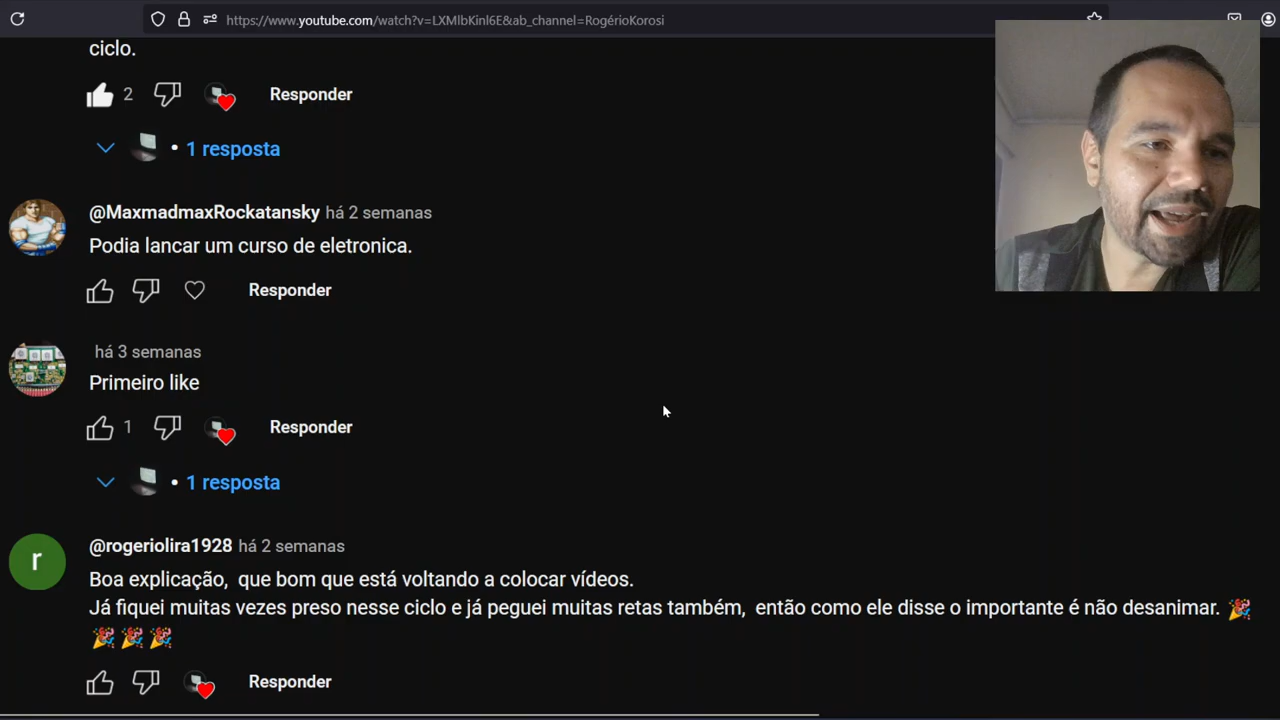 https://www.youtube.com/watch?v=LXMlbKinl6E&ab_channel=RogérioKorosi
ciclo.
2 Responder
• 1 resposta
@MaxmadmaxRockatansky há 2 semanas
Podia lancar um curso de eletronica.
Responder
há 3 semanas
Primeiro like
1 Responder
• 1 resposta
r @rogeriolira1928 há 2 semanas
Boa explicação, que bom que está voltando a colocar vídeos.
Já fiquei muitas vezes preso nesse ciclo e já peguei muitas retas também, então como ele disse o importante é não desanimar. 🎉
🎉🎉🎉
Responder